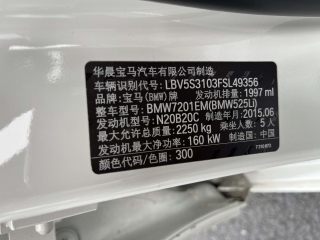 华晨宝马汽车有限公司制造
车辆识别代号: LBV5S3103FSL49356
品牌: 宝马(BMW)牌 发动机排量: 1997 ml
整车型号: BMW7201EM(BMW525Li)
发动机型号: N20B20C 制造年月: 2015.06
最大允许总质量: 2250 kg 乘坐人数: 5 人
发动机最大净功率: 160 kW 制造国: 中国
颜色代码/色圈: 300